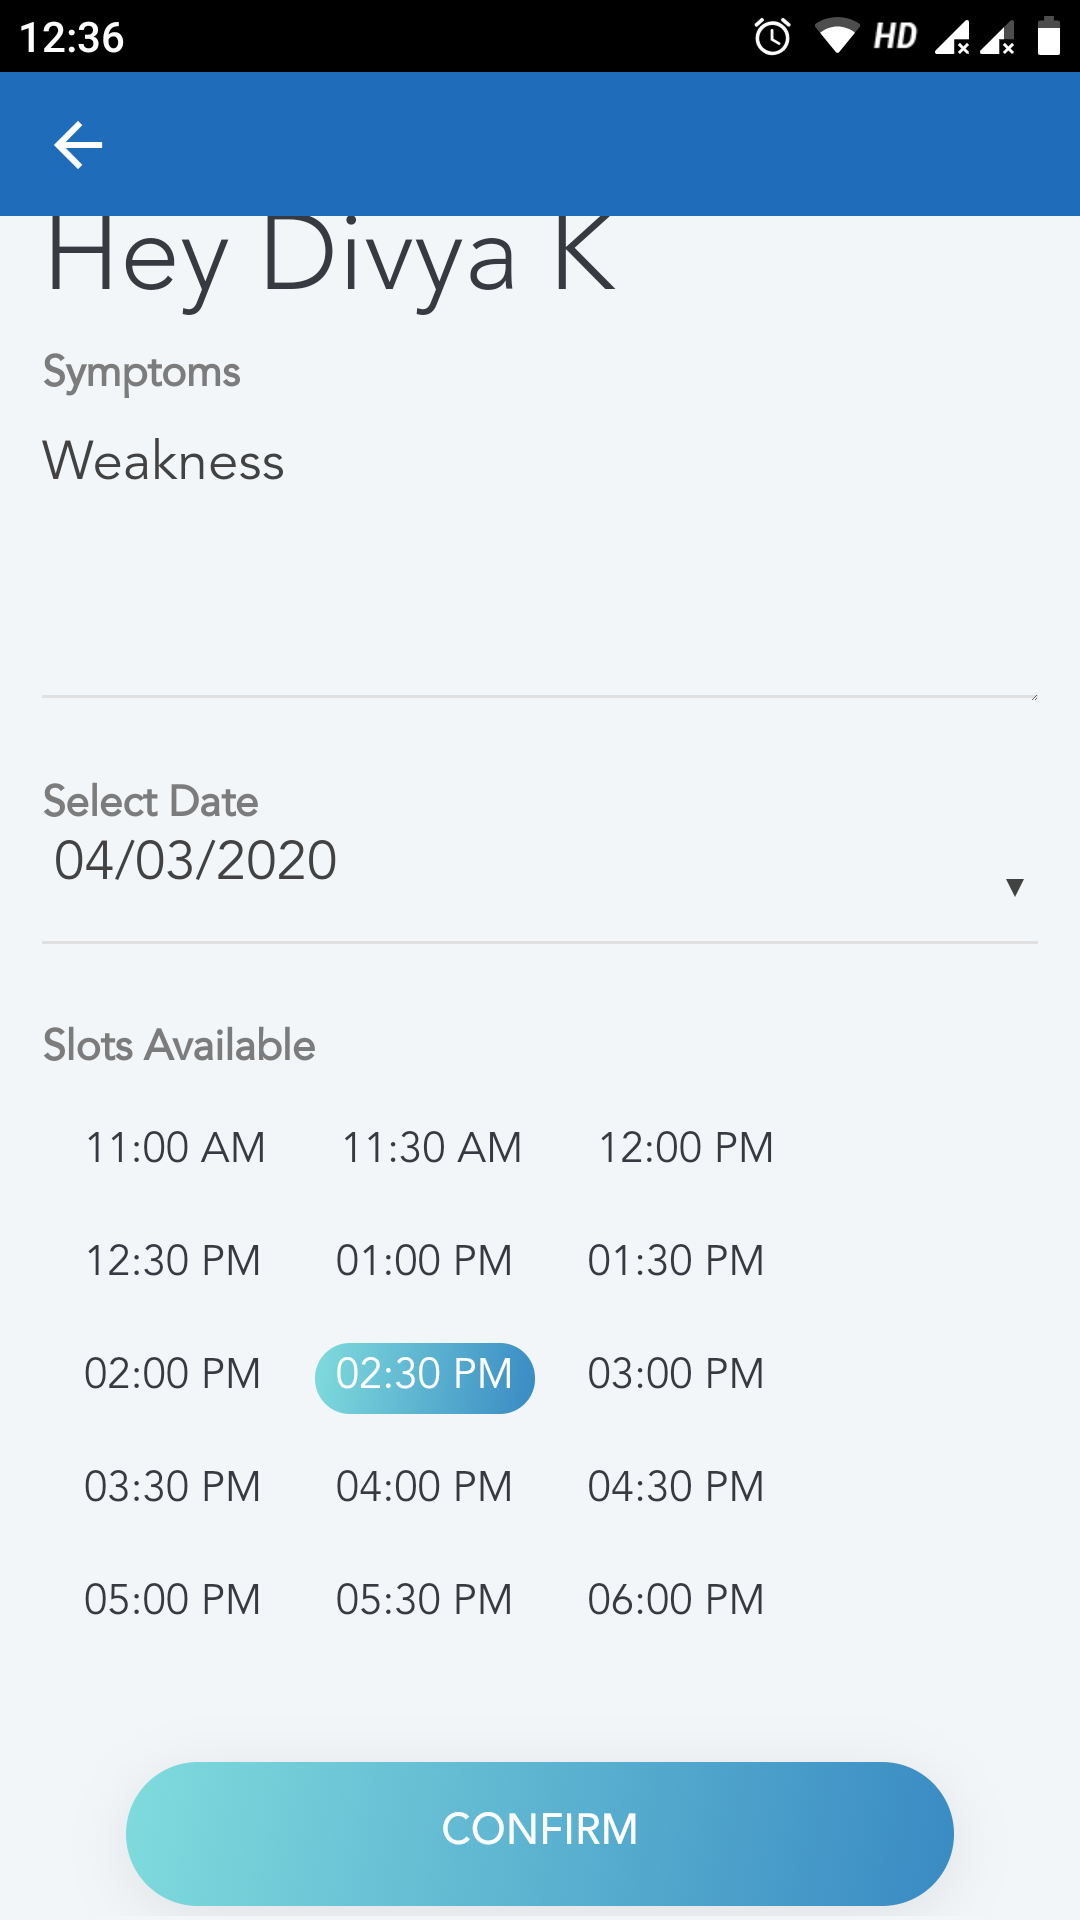 12:36 HD
Hey Divya K
Symptoms
Weakness
Select Date
04/03/2020
Slots Available
11:00 AM 11:30 AM 12:00 PM
12:30 PM 01:00 PM 01:30 PM
02:00 PM 02:30 PM 03:00 PM
03:30 PM 04:00 PM 04:30 PM
05:00 PM 05:30 PM 06:00 PM
CONFIRM